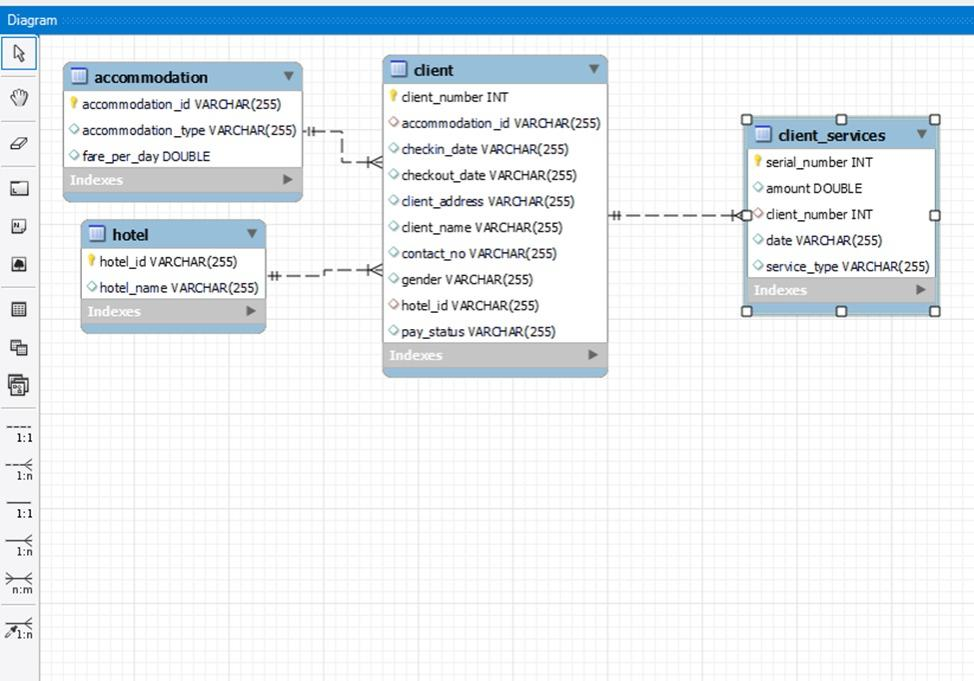 Diagram
accommodation
accommodation_id VARCHAR(255)
accommodation_type VARCHAR(255)
fare_per_day DOUBLE
Indexes
hotel
hotel_id VARCHAR(255)
hotel_name VARCHAR(255)
Indexes
client
client_number INT
accommodation_id VARCHAR(255)
checkin_date VARCHAR(255)
checkout_date VARCHAR(255)
client_address VARCHAR(255)
client_name VARCHAR(255)
contact_no VARCHAR(255)
gender VARCHAR(255)
hotel_id VARCHAR(255)
pay_status VARCHAR(255)
Indexes
client_services
serial_number INT
amount DOUBLE
client_number INT
date VARCHAR(255)
service_type VARCHAR(255)
Indexes
1:1
1:n
1:1
1:n
n:m
1:n